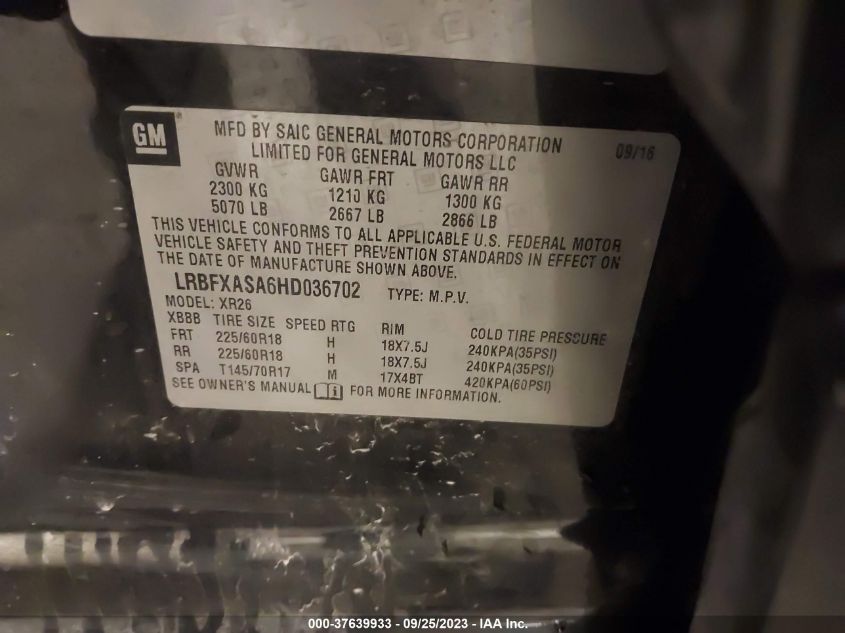 GM MFD BY SAIC GENERAL MOTORS CORPORATION 09/16
LIMITED FOR GENERAL MOTORS LLC
GVWR GAWR FRT GAWR RR
2300 KG 1210 KG 1300 KG
5070 LB 2667 LB 2866 LB
THIS VEHICLE CONFORMS TO ALL APPLICABLE U.S. FEDERAL MOTOR
VEHICLE SAFETY AND THEFT PREVENTION STANDARDS IN EFFECT ON
THE DATE OF MANUFACTURE SHOWN ABOVE.
LRBFXASA6HD036702 TYPE: M.P.V.
MODEL: XR26
XBBB TIRE SIZE SPEED RTG RIM COLD TIRE PRESSURE
FRT 225/60R18 H 18X7.5J 240KPA(35PSI)
RR 225/60R18 H 18X7.5J 240KPA(35PSI)
SPA T145/70R17 M 17X4BT 420KPA(60PSI)
SEE OWNER'S MANUAL FOR MORE INFORMATION.
000-37639933 - 09/25/2023 - IAA Inc.